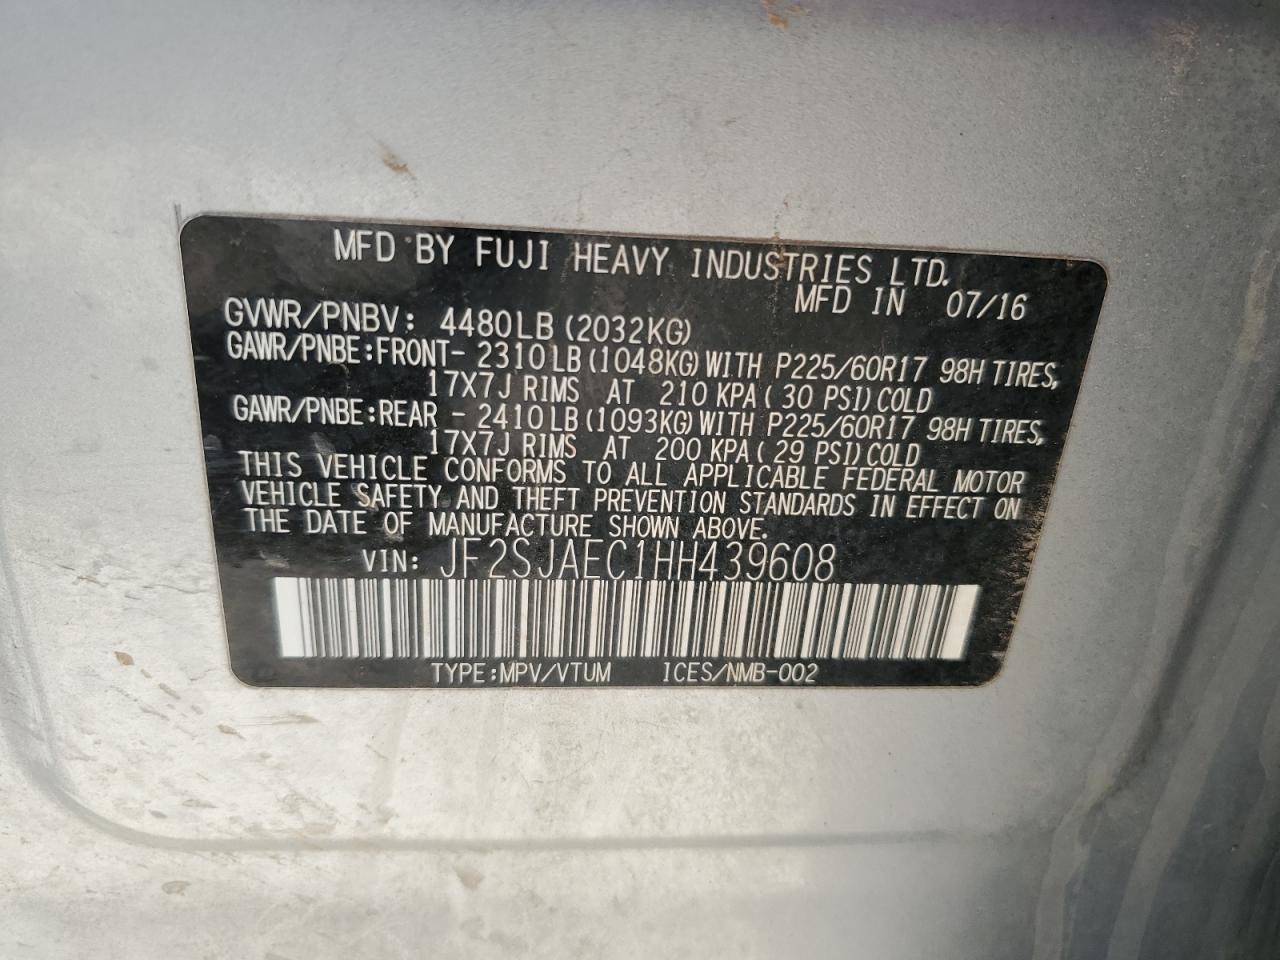 MFD BY FUJI HEAVY INDUSTRIES LTD.
MFD IN 07/16
GVWR/PNBV: 4480LB(2032KG)
GAWR/PNBE:FRONT- 2310LB(1048KG)WITH P225/60R17 98H TIRES,
17X7J RIMS AT 210 KPA( 30 PSI)COLD
GAWR/PNBE:REAR - 2410LB(1093KG)WITH P225/60R17 98H TIRES,
17X7J RIMS AT 200 KPA( 29 PSI)COLD
THIS VEHICLE CONFORMS TO ALL APPLICABLE FEDERAL MOTOR
VEHICLE SAFETY AND THEFT PREVENTION STANDARDS IN EFFECT ON
THE DATE OF MANUFACTURE SHOWN ABOVE.
VIN: JF2SJAEC1HH439608
TYPE:MPV/VTUM ICES/NMB-002